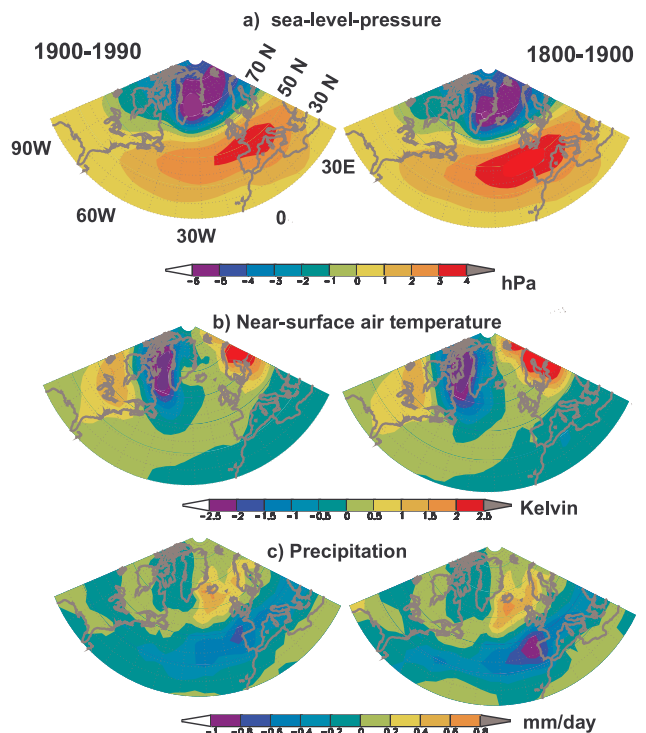 a) sea-level-pressure
1900-1990
1800-1900
70 N
50 N
30 N
90W
60W
30W
0
30E
-6 -5 -4 -3 -2 -1 0 1 2 3 4
hPa
b) Near-surface air temperature
-2.5 -2 -1.5 -1 -0.5 0 0.5 1 1.5 2 2.5
Kelvin
c) Precipitation
-1 -0.8 -0.6 -0.4 -0.2 0 0.2 0.4 0.6 0.8
mm/day